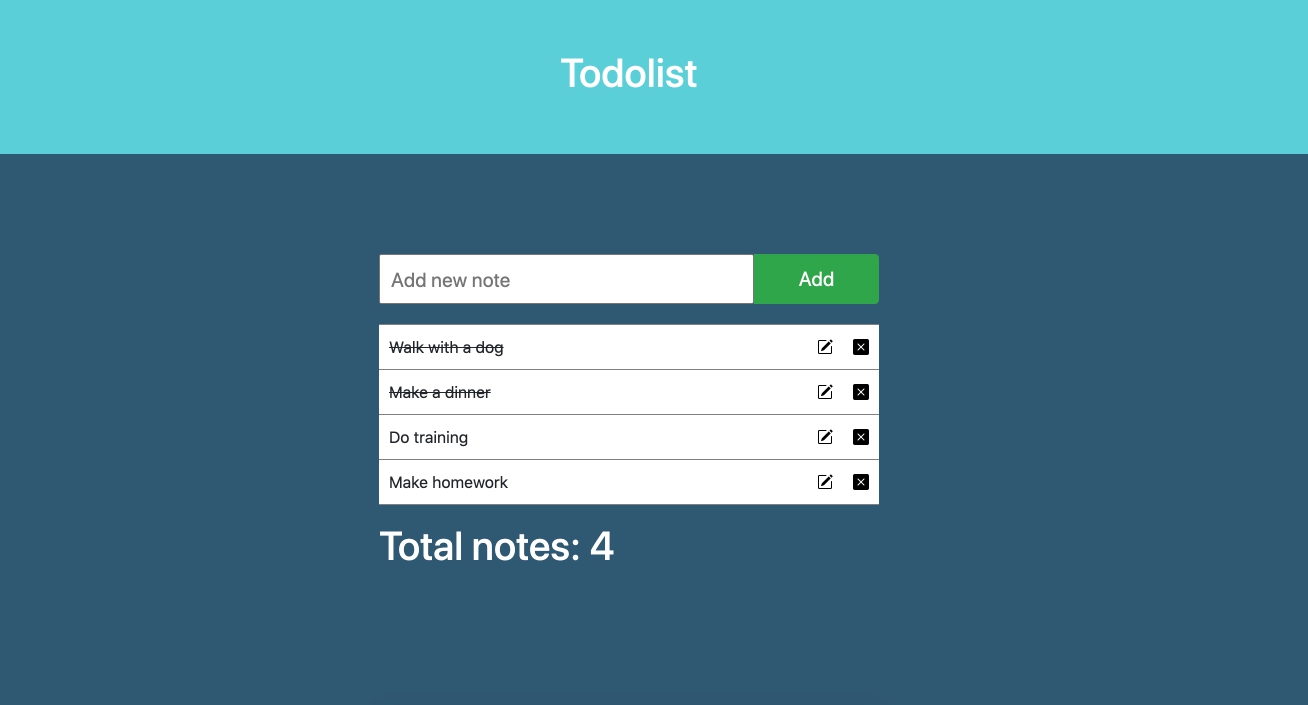 Todolist
Add new note
Add
Walk with a dog
Make a dinner
Do training
Make homework
Total notes: 4